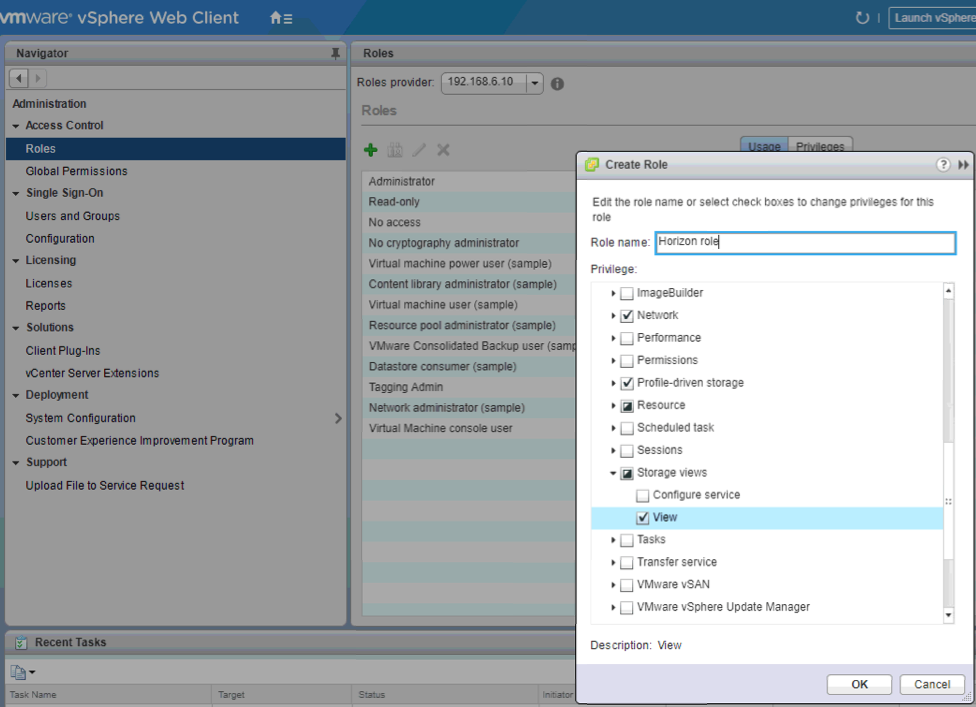 vmware® vSphere Web Client
Launch vSphere
Navigator
Administration
Access Control
Roles
Global Permissions
Single Sign-On
Users and Groups
Configuration
Licensing
Licenses
Reports
Solutions
Client Plug-Ins
vCenter Server Extensions
Deployment
System Configuration
Customer Experience Improvement Program
Support
Upload File to Service Request
Roles
Roles provider: 192.168.6.10
Roles
Usage Privileges
Administrator
Read-only
No access
No cryptography administrator
Virtual machine power user (sample)
Content library administrator (sample)
Virtual machine user (sample)
Resource pool administrator (sample)
VMware Consolidated Backup user (samp
Datastore consumer (sample)
Tagging Admin
Network administrator (sample)
Virtual Machine console user
Create Role
Edit the role name or select check boxes to change privileges for this
role
Role name: Horizon role
Privilege:
ImageBuilder
Network
Performance
Permissions
Profile-driven storage
Resource
Scheduled task
Sessions
Storage views
Configure service
View
Tasks
Transfer service
VMware vSAN
VMware vSphere Update Manager
Description: View
OK Cancel
Recent Tasks
Task Name Target Status Initiator